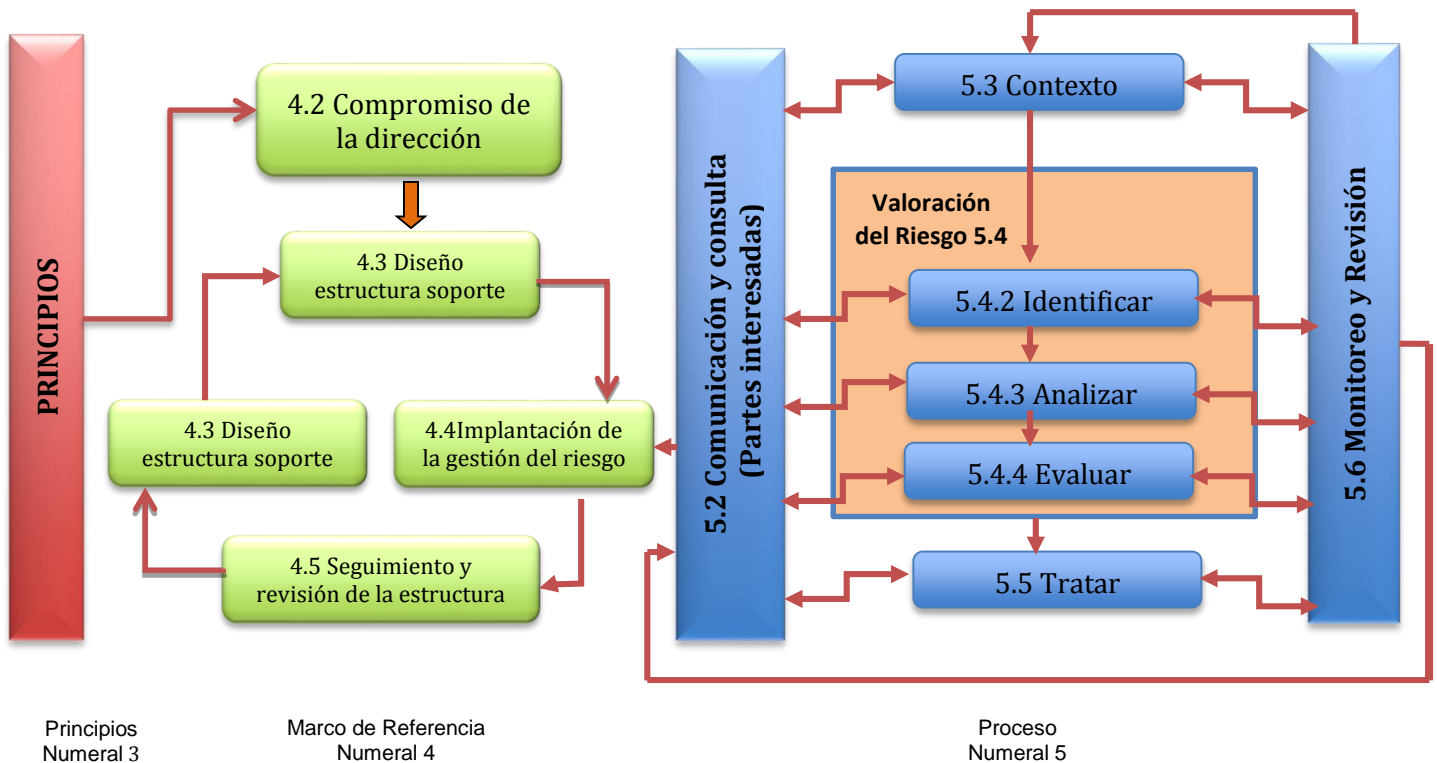 PRINCIPIOS
4.2 Compromiso de
la dirección
4.3 Diseño
estructura soporte
4.3 Diseño
estructura soporte
4.4Implantación de
la gestión del riesgo
4.5 Seguimiento y
revisión de la estructura
5.2 Comunicación y consulta
(Partes interesadas)
5.3 Contexto
Valoración
del Riesgo 5.4
5.4.2 Identificar
5.4.3 Analizar
5.4.4 Evaluar
5.5 Tratar
5.6 Monitoreo y Revisión
Principios
Numeral 3
Marco de Referencia
Numeral 4
Proceso
Numeral 5